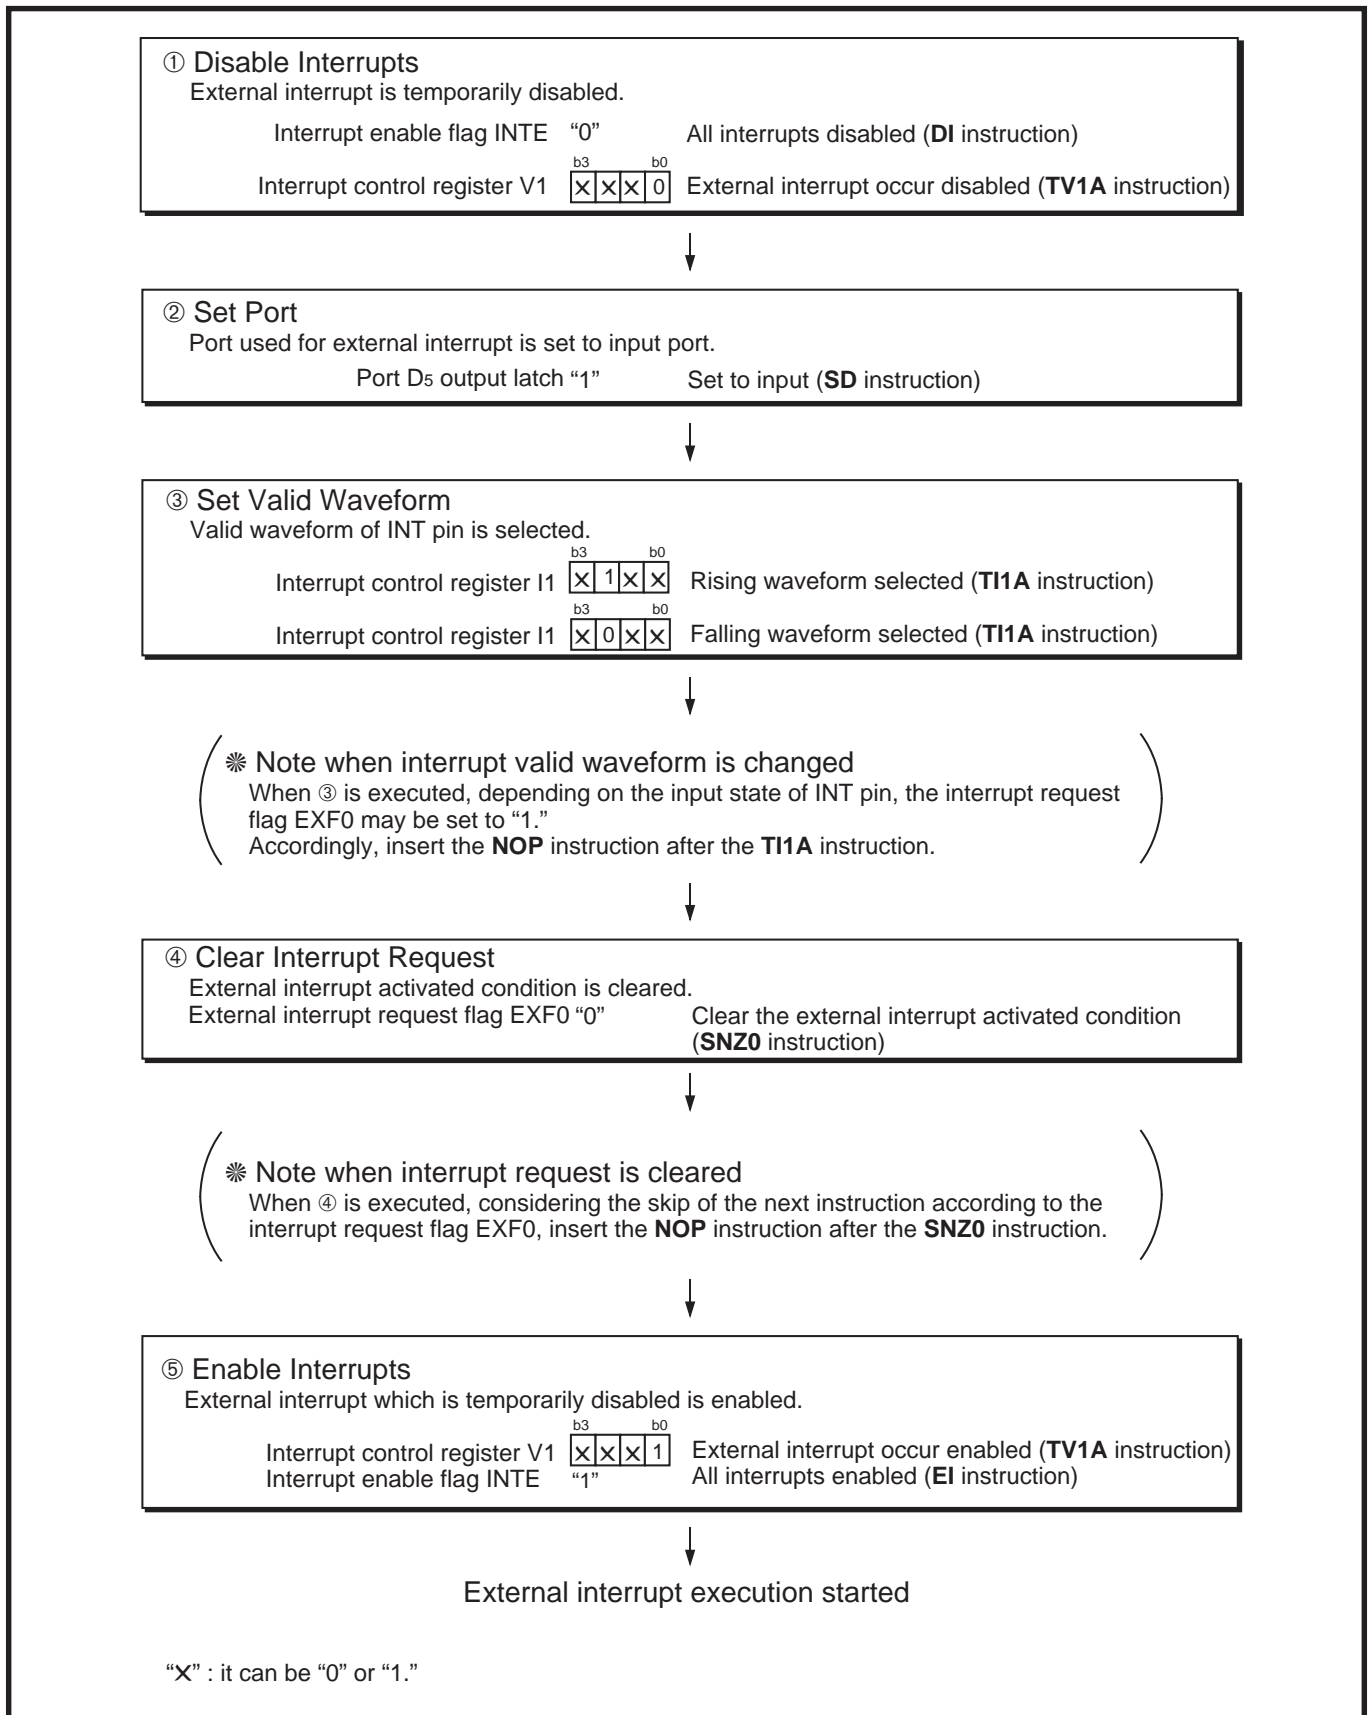 ① Disable Interrupts
External interrupt is temporarily disabled.
Interrupt enable flag INTE “0” All interrupts disabled (DI instruction)
b3 b0
Interrupt control register V1 ✕ ✕ ✕ 0 External interrupt occur disabled (TV1A instruction)
② Set Port
Port used for external interrupt is set to input port.
Port D5 output latch “1” Set to input (SD instruction)
③ Set Valid Waveform
Valid waveform of INT pin is selected.
b3 b0
Interrupt control register I1 ✕ 1 ✕ ✕ Rising waveform selected (TI1A instruction)
b3 b0
Interrupt control register I1 ✕ 0 ✕ ✕ Falling waveform selected (TI1A instruction)
❋ Note when interrupt valid waveform is changed
When ③ is executed, depending on the input state of INT pin, the interrupt request
flag EXF0 may be set to “1.”
Accordingly, insert the NOP instruction after the TI1A instruction.
④ Clear Interrupt Request
External interrupt activated condition is cleared.
External interrupt request flag EXF0 “0” Clear the external interrupt activated condition
(SNZ0 instruction)
❋ Note when interrupt request is cleared
When ④ is executed, considering the skip of the next instruction according to the
interrupt request flag EXF0, insert the NOP instruction after the SNZ0 instruction.
⑤ Enable Interrupts
External interrupt which is temporarily disabled is enabled.
b3 b0
Interrupt control register V1 ✕ ✕ ✕ 1 External interrupt occur enabled (TV1A instruction)
Interrupt enable flag INTE “1” All interrupts enabled (EI instruction)
External interrupt execution started
“✕” : it can be “0” or “1.”